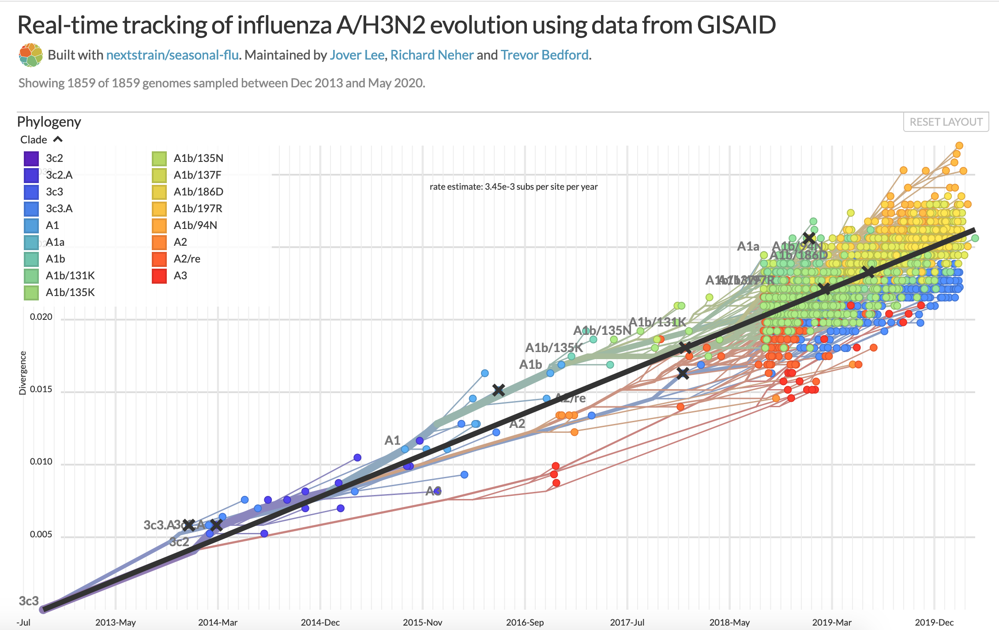 Real-time tracking of influenza A/H3N2 evolution using data from GISAID
Built with nextstrain/seasonal-flu. Maintained by Jover Lee, Richard Neher and Trevor Bedford.
Showing 1859 of 1859 genomes sampled between Dec 2013 and May 2020.
Phylogeny
RESET LAYOUT
Clade
3c2
3c2.A
3c3
3c3.A
A1
A1a
A1b
A1b/131K
A1b/135K
A1b/135N
A1b/137F
A1b/186D
A1b/197R
A1b/94N
A2
A2/re
A3
rate estimate: 3.45e-3 subs per site per year
A1a
A1b/94N
A1b/186D
A1b/131K
A1b/135N
A1b/135K
A1b
A2/re
A2
A1
A3
3c3.A
3c2
3c3
Divergence
0.020
0.015
0.010
0.005
-Jul
2013-May
2014-Mar
2014-Dec
2015-Nov
2016-Sep
2017-Jul
2018-May
2019-Mar
2019-Dec